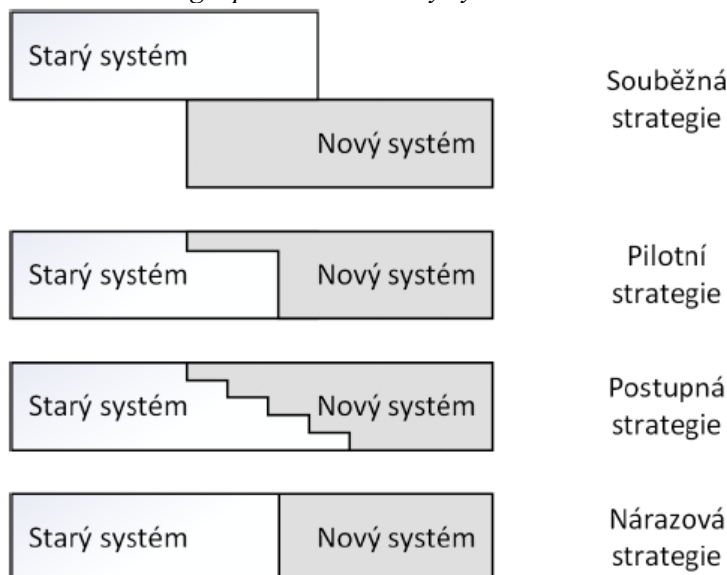 Starý systém
Souběžná
strategie
Nový systém
Pilotní
strategie
Starý systém
Nový systém
Postupná
strategie
Starý systém
Nový systém
Nárazová
strategie
Starý systém
Nový systém